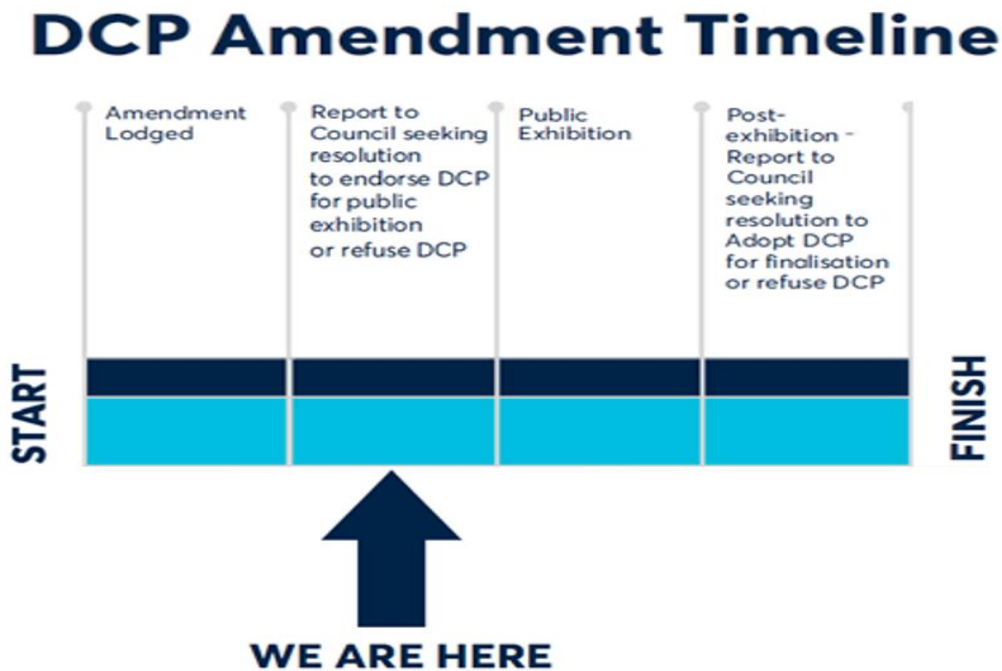 DCP Amendment Timeline
Amendment
Lodged
Report to
Council seeking
resolution
to endorse DCP
for public
exhibition
or refuse DCP
Public
Exhibition
Post-
exhibition -
Report to
Council
seeking
resolution to
Adopt DCP
for finalisation
or refuse DCP
START
FINISH
WE ARE HERE